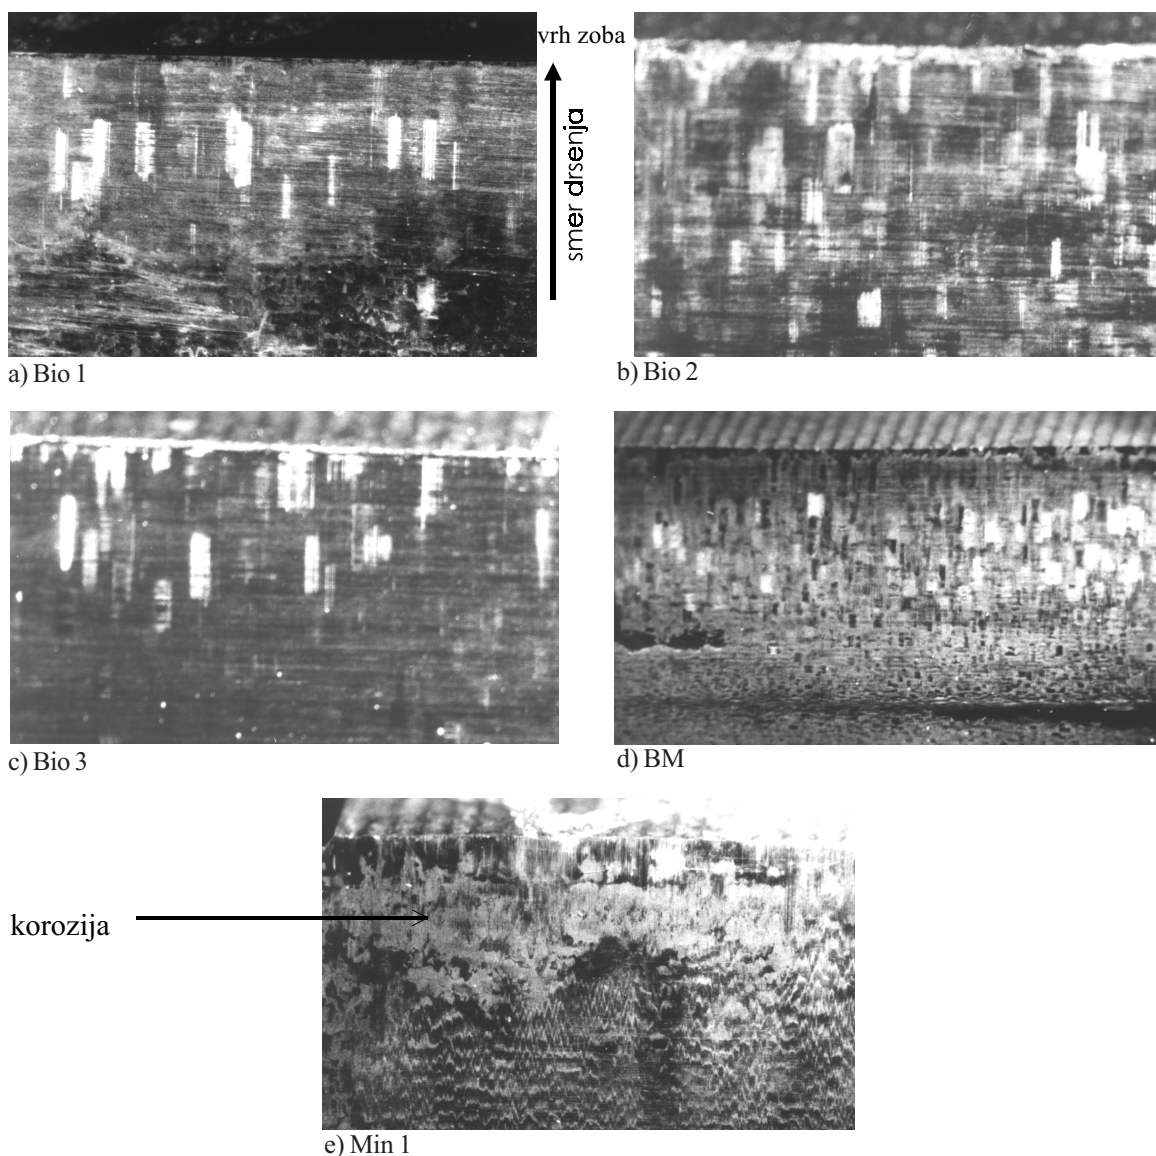 vrh zoba
smer drsenja
a) Bio 1
b) Bio 2
c) Bio 3
d) BM
korozija
e) Min 1